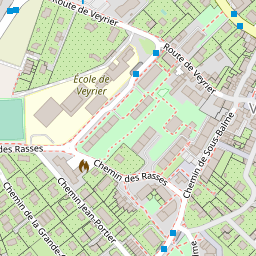 Route de Veyrier
Route de Veyrier
École de
Veyrier
des Rasses
Chemin des Rasses
Chemin de Sous-Balme
V
Chemin Jean-Portier
Chemin de la Grande-